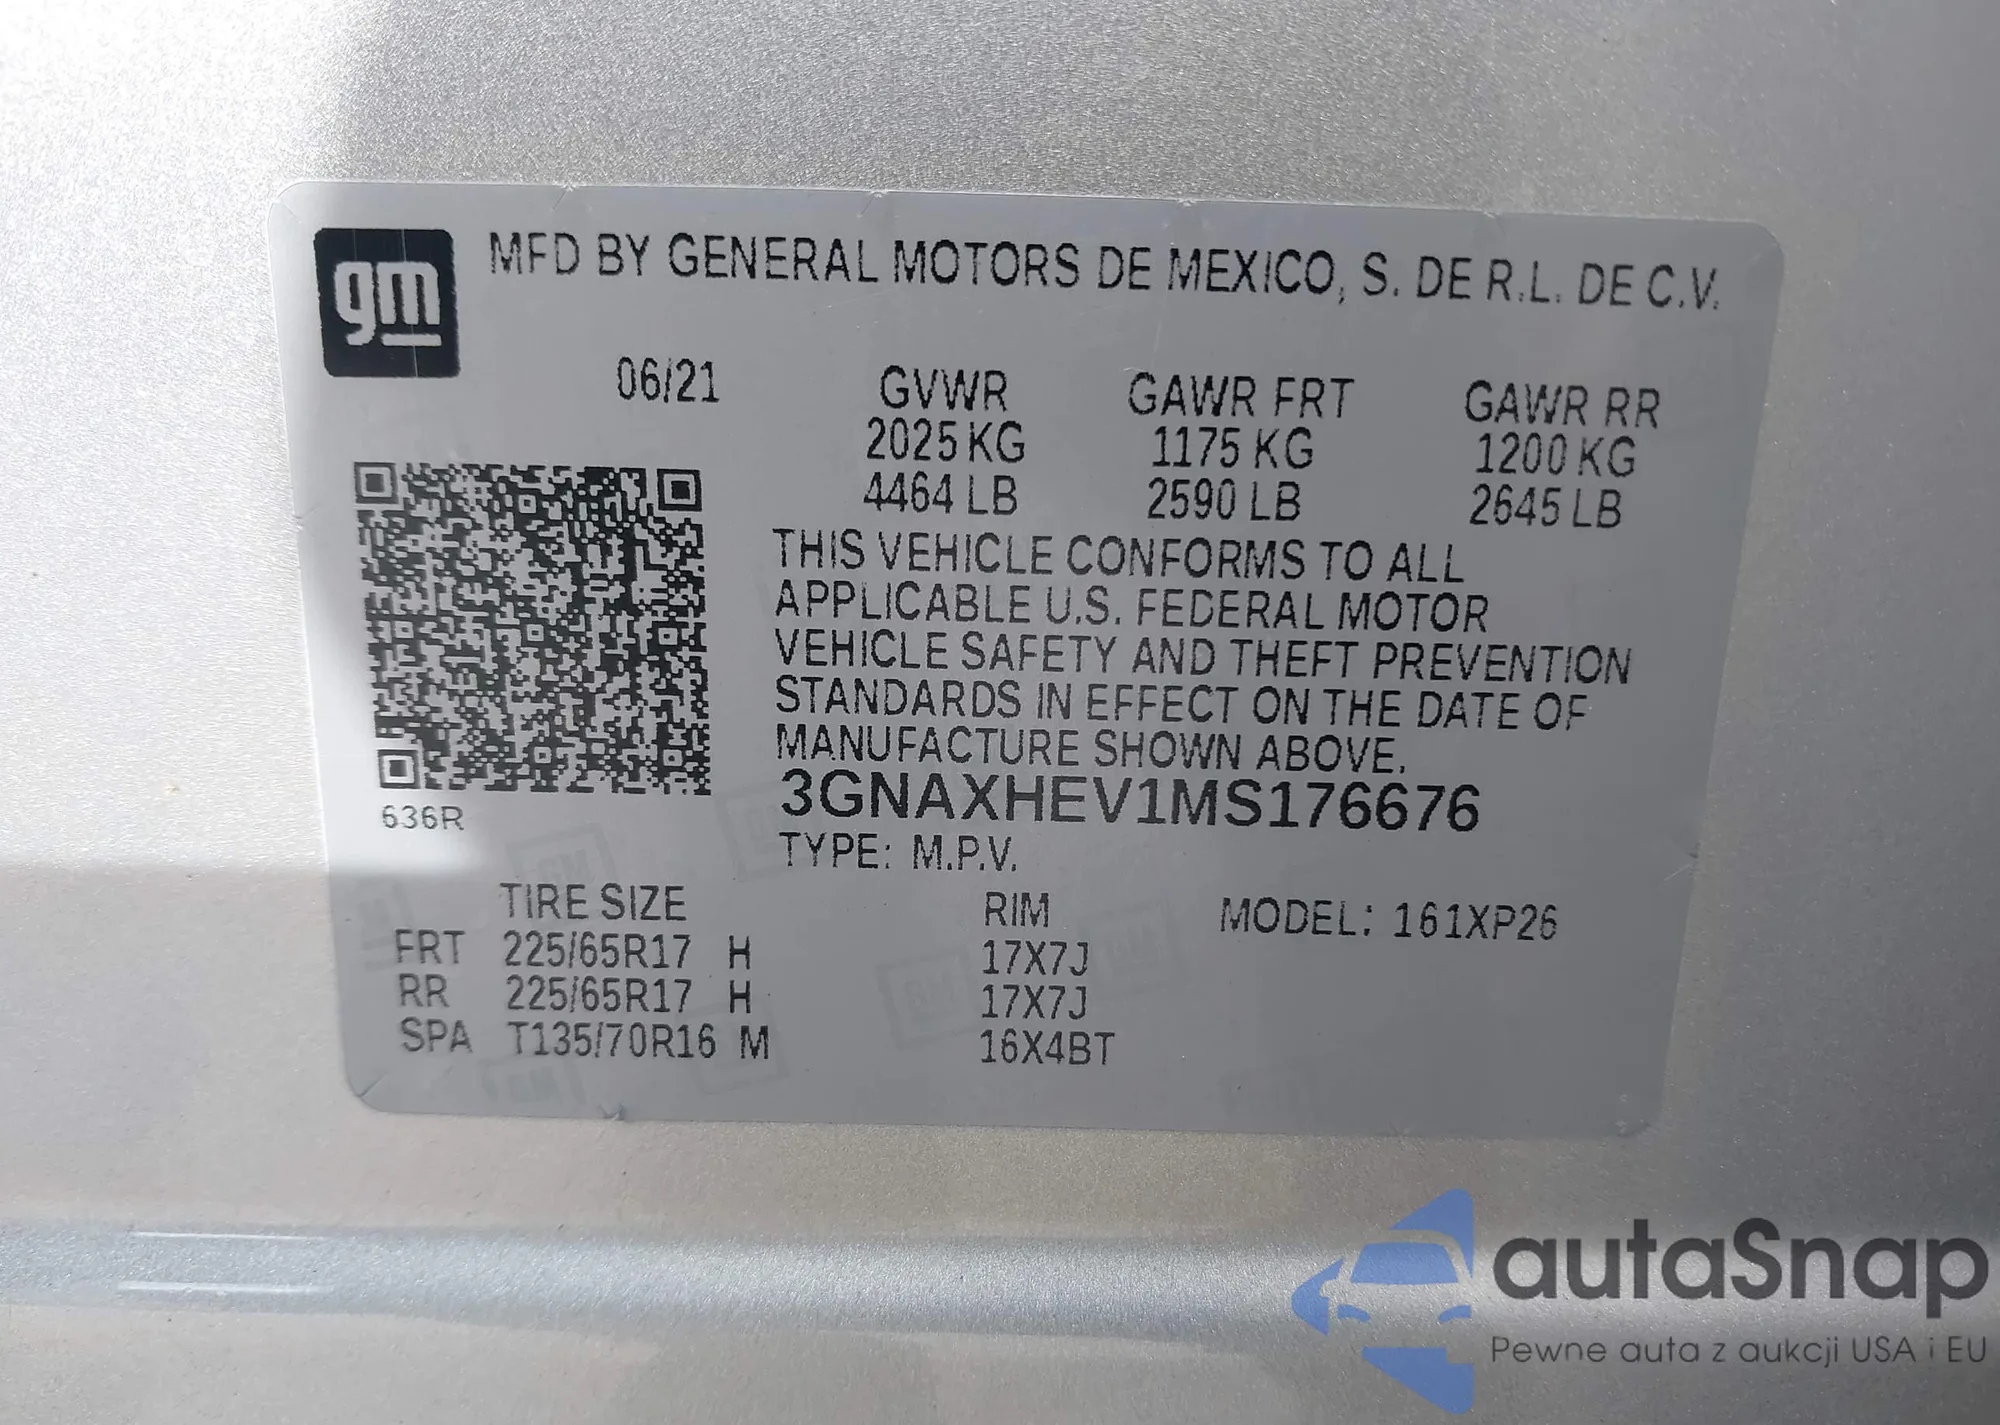 gm
MFD BY GENERAL MOTORS DE MEXICO, S. DE R.L. DE C.V.
06/21 GVWR GAWR FRT GAWR RR
2025 KG 1175 KG 1200 KG
4464 LB 2590 LB 2645 LB
THIS VEHICLE CONFORMS TO ALL
APPLICABLE U.S. FEDERAL MOTOR
VEHICLE SAFETY AND THEFT PREVENTION
STANDARDS IN EFFECT ON THE DATE OF
MANUFACTURE SHOWN ABOVE.
3GNAXHEV1MS176676
636R
TYPE: M.P.V.
TIRE SIZE RIM MODEL: 161XP26
FRT 225/65R17 H 17X7J
RR 225/65R17 H 17X7J
SPA T135/70R16 M 16X4BT
autaSnap
Pewne auta z aukcji USA i EU